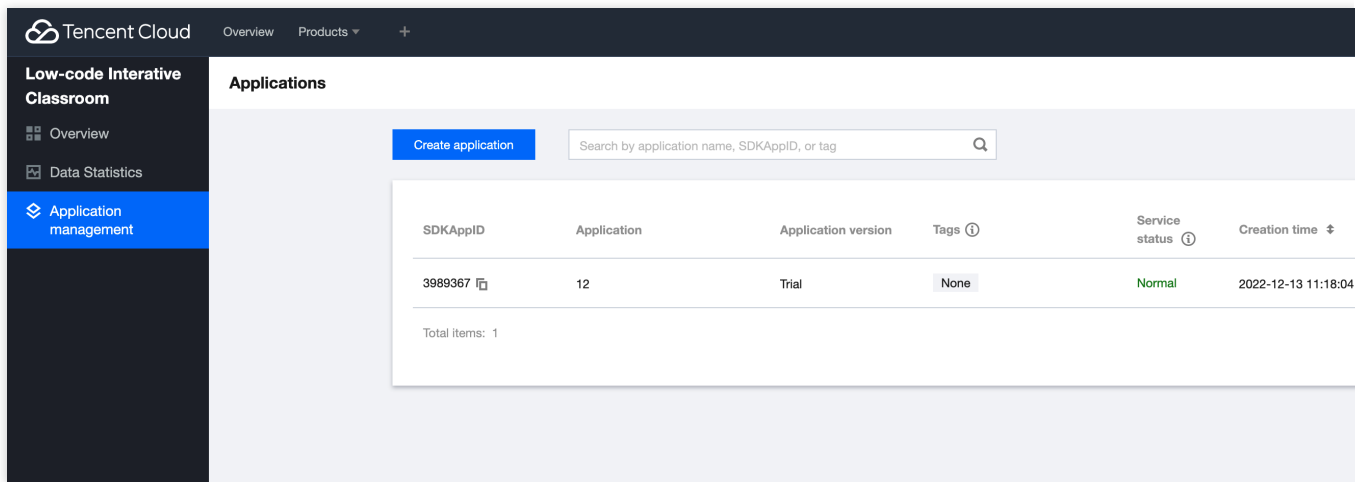 Tencent Cloud Overview Products +
Low-code Interative
Classroom
Overview
Data Statistics
Application
management
Applications
Create application
Search by application name, SDKAppID, or tag
SDKAppID Application Application version Tags Service
status Creation time
3989367 12 Trial None Normal 2022-12-13 11:18:04
Total items: 1